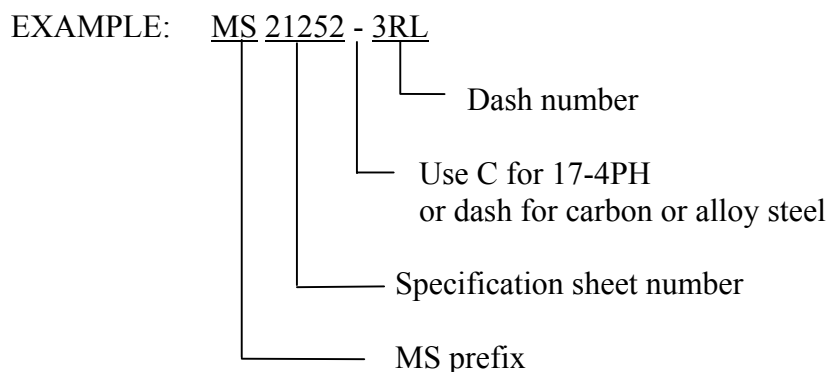 EXAMPLE: MS 21252 - 3RL
Dash number
Use C for 17-4PH
or dash for carbon or alloy steel
Specification sheet number
MS prefix